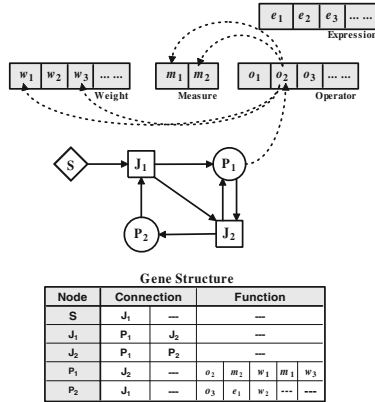 e1 e2 e3 ... ...
Expression
w1 w2 w3 ... ...
m1 m2
o1 o2 o3 ... ...
Weight
Measure
Operator
S
J1
P1
P2
J2
Gene Structure
Node Connection Function
S J1 --- ---
J1 P1 J2 ---
J2 P1 P2 ---
P1 J2 --- o2 m2 w1 m1 w3
P2 J1 --- o3 e1 w2 --- ---